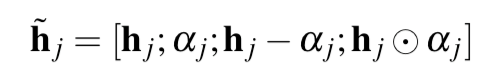 h̃ⱼ = [hⱼ; αⱼ; hⱼ − αⱼ; hⱼ ⊙ αⱼ]